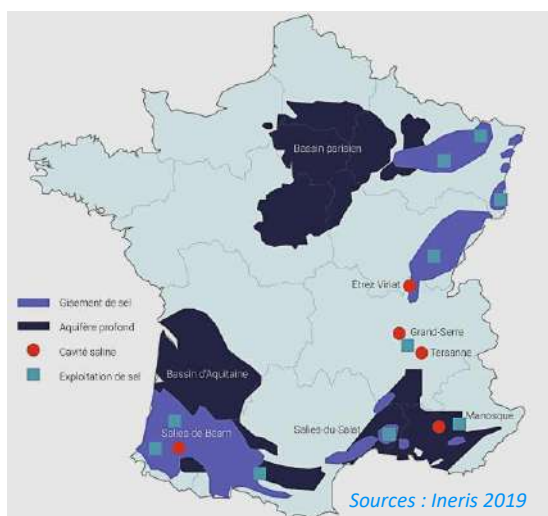 Bassin parisien
Etrez Viriat
Gisement de sel
Aquifère profond
Cavité saline
Exploitation de sel
Grand-Serre
Tersanne
Bassin d'Aquitaine
Manosque
Salies-du-Salat
Salies de Béarn
Sources : Ineris 2019